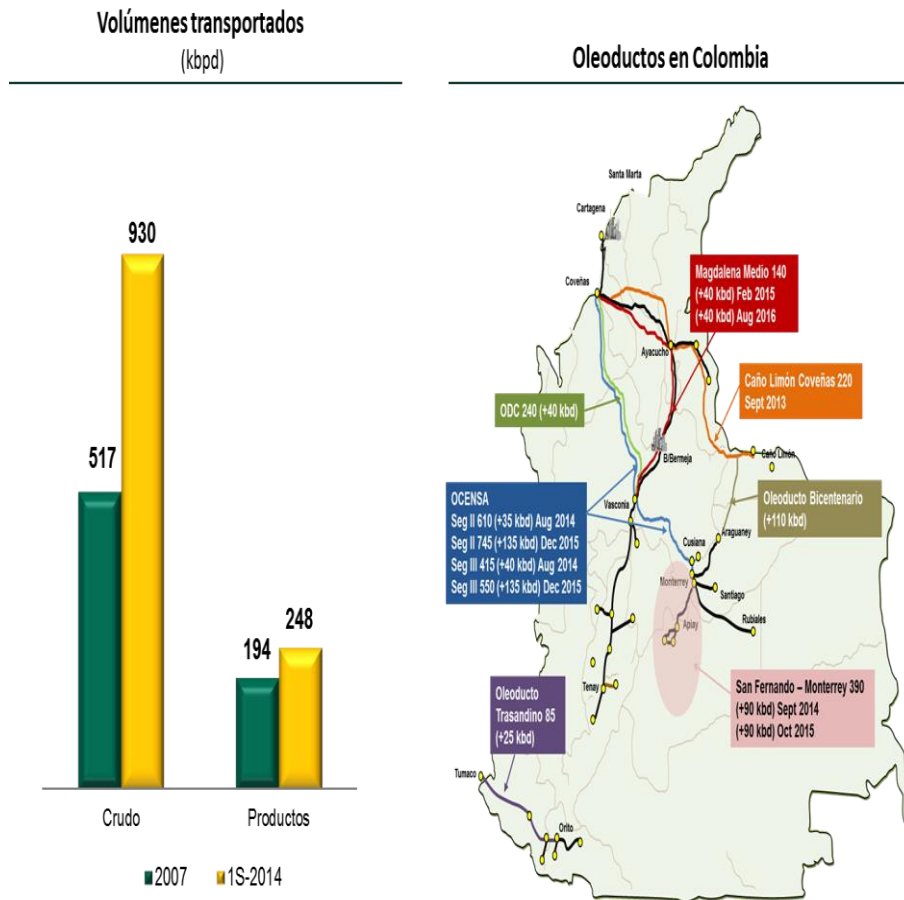 Volúmenes transportados
(kbpd)
930
517
248
194
Crudo
Productos
2007
1S-2014
Oleoductos en Colombia
Santa Marta
Cartagena
Coveñas
Magdalena Medio 140
(+40 kbd) Feb 2015
(+40 kbd) Aug 2016
Ayacucho
Caño Limón Coveñas 220
Sept 2013
ODC 240 (+40 kbd)
B/Bermeja
Caño Limón
OCENSA
Seg II 610 (+35 kbd) Aug 2014
Seg II 745 (+135 kbd) Dec 2015
Seg III 415 (+40 kbd) Aug 2014
Seg III 550 (+135 kbd) Dec 2015
Vasconia
Oleoducto Bicentenario
(+110 kbd)
Araguaney
Cusiana
Monterrey
Santiago
Rubiales
Apiay
San Fernando – Monterrey 390
(+90 kbd) Sept 2014
(+90 kbd) Oct 2015
Tenay
Oleoducto
Trasandino 85
(+25 kbd)
Tumaco
Orito